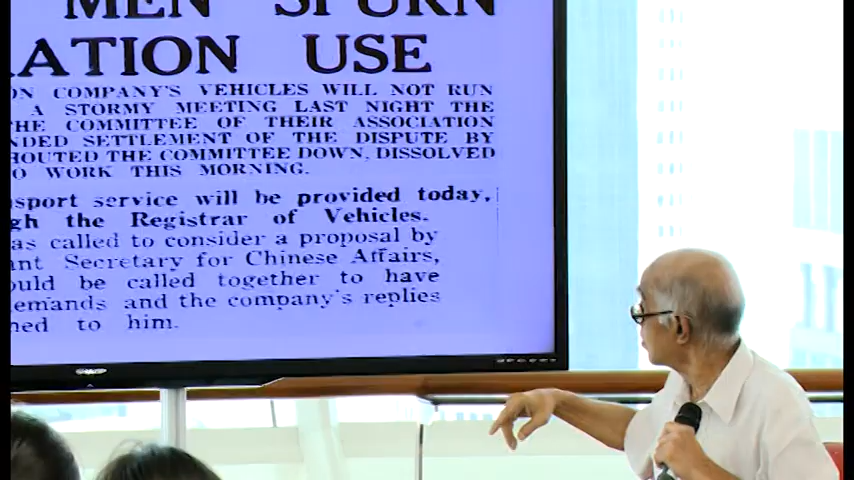 MEN SPURN
ATION USE
ON COMPANY'S VEHICLES WILL NOT RUN
A STORMY MEETING LAST NIGHT THE
THE COMMITTEE OF THEIR ASSOCIATION
NDED SETTLEMENT OF THE DISPUTE BY
HOUTED THE COMMITTEE DOWN, DISSOLVED
O WORK THIS MORNING.
sport service will be provided today,
gh the Registrar of Vehicles.
as called to consider a proposal by
ant Secretary for Chinese Affairs,
ould be called together to have
emands and the company's replies
ned to him.
SHARP